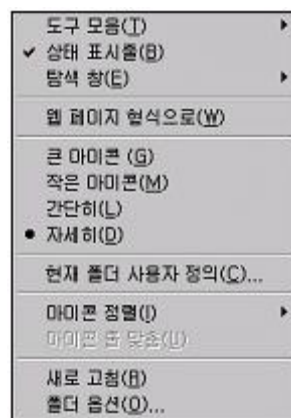 도구 모음(T)
상태 표시줄(B)
탐색 창(E)
웹 페이지 형식으로(W)
큰 아이콘 (G)
작은 아이콘(M)
간단히(L)
자세히(D)
현재 폴더 사용자 정의(C)...
아이콘 정렬(I)
아이콘 줄 맞춤(U)
새로 고침(R)
폴더 옵션(O)...